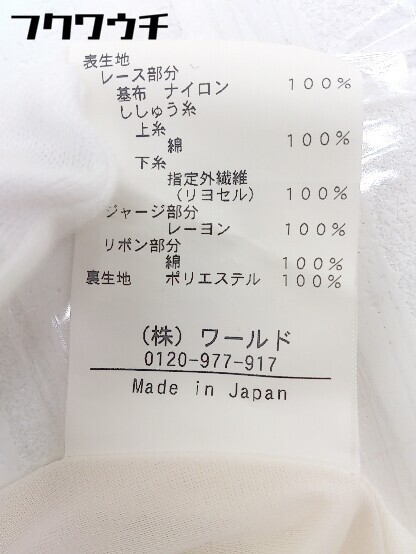 フクワウチ
表生地
レース部分
基布 ナイロン 100%
ししゅう糸
上糸
綿 100%
下糸
指定外繊維
(リヨセル) 100%
ジャージ部分
レーヨン 100%
リボン部分
綿 100%
裏生地 ポリエステル 100%
(株) ワールド
0120-977-917
Made in Japan